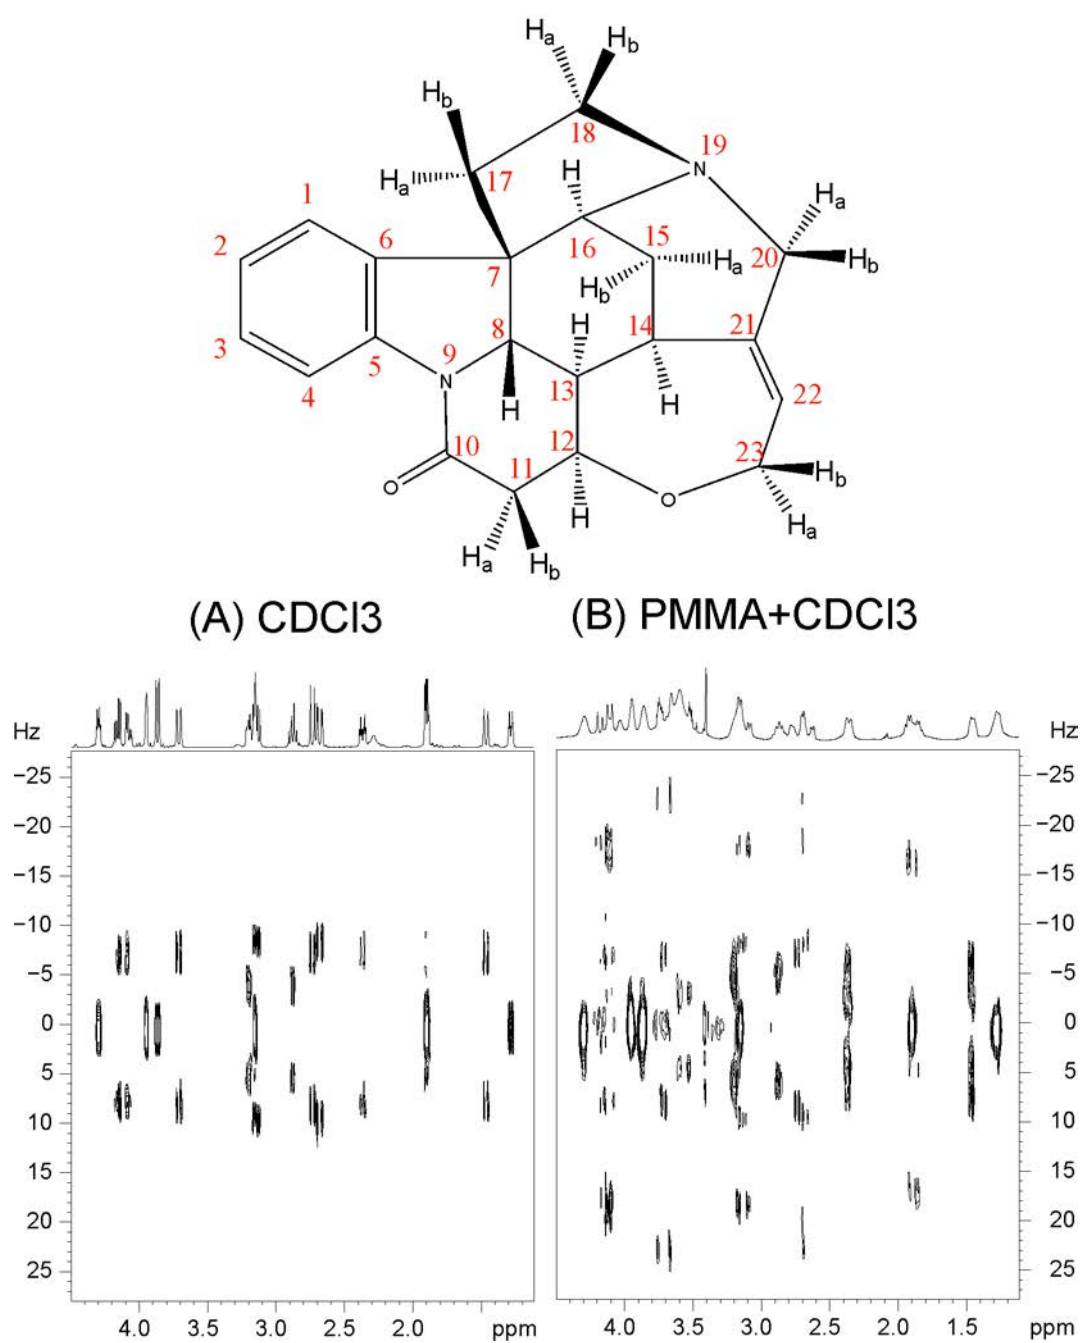 Ha Hb
Hb
18
19
N
Ha 17
H
Ha
1
16
15
Ha
20
Hb
2
6
Hb
7
21
H
14
8
3
9
5
13
22
N
4
H
H
10
12
23
11
Hb
O
O
H
Ha
Ha
Hb
(A) CDCl3 (B) PMMA+CDCl3
Hz Hz
−25 −25
−20 −20
−15 −15
−10 −10
−5 −5
0 0
5 5
10 10
15 15
20 20
25 25
4.0 3.0 2.0 ppm 4.0 3.5 3.0 2.5 2.0 1.5 ppm